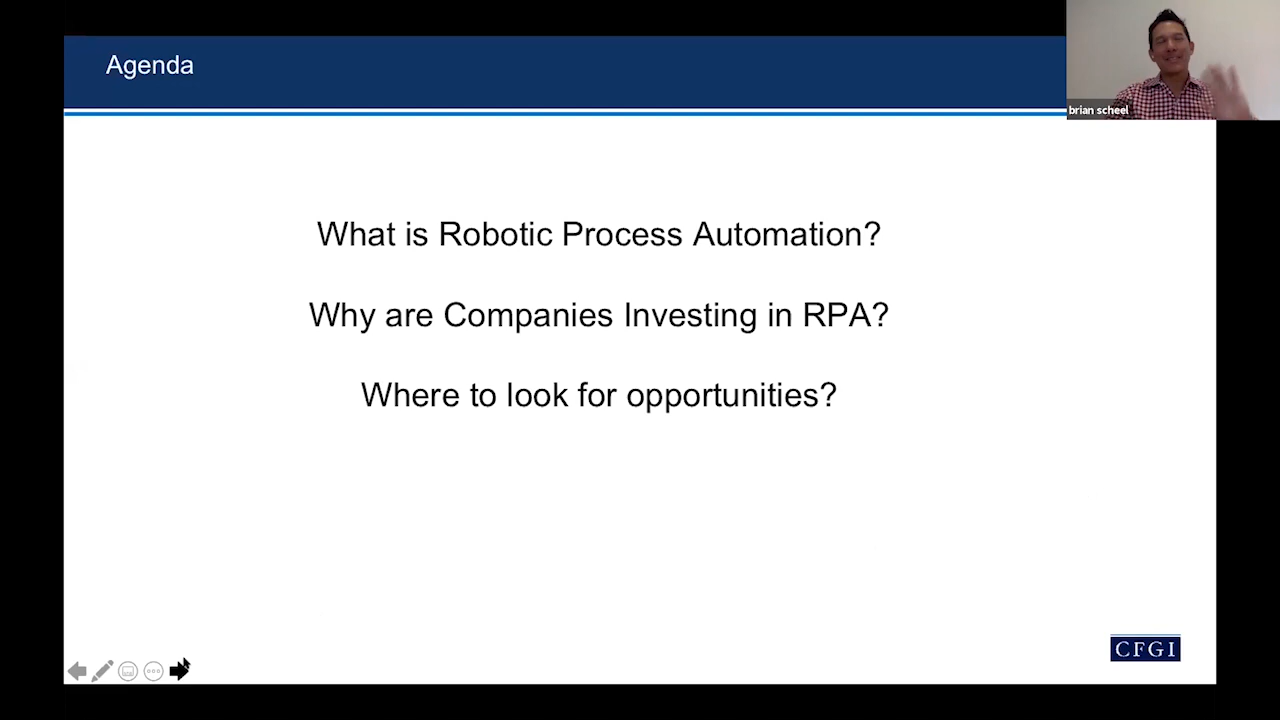 Agenda
brian scheel
What is Robotic Process Automation?
Why are Companies Investing in RPA?
Where to look for opportunities?
CFGI